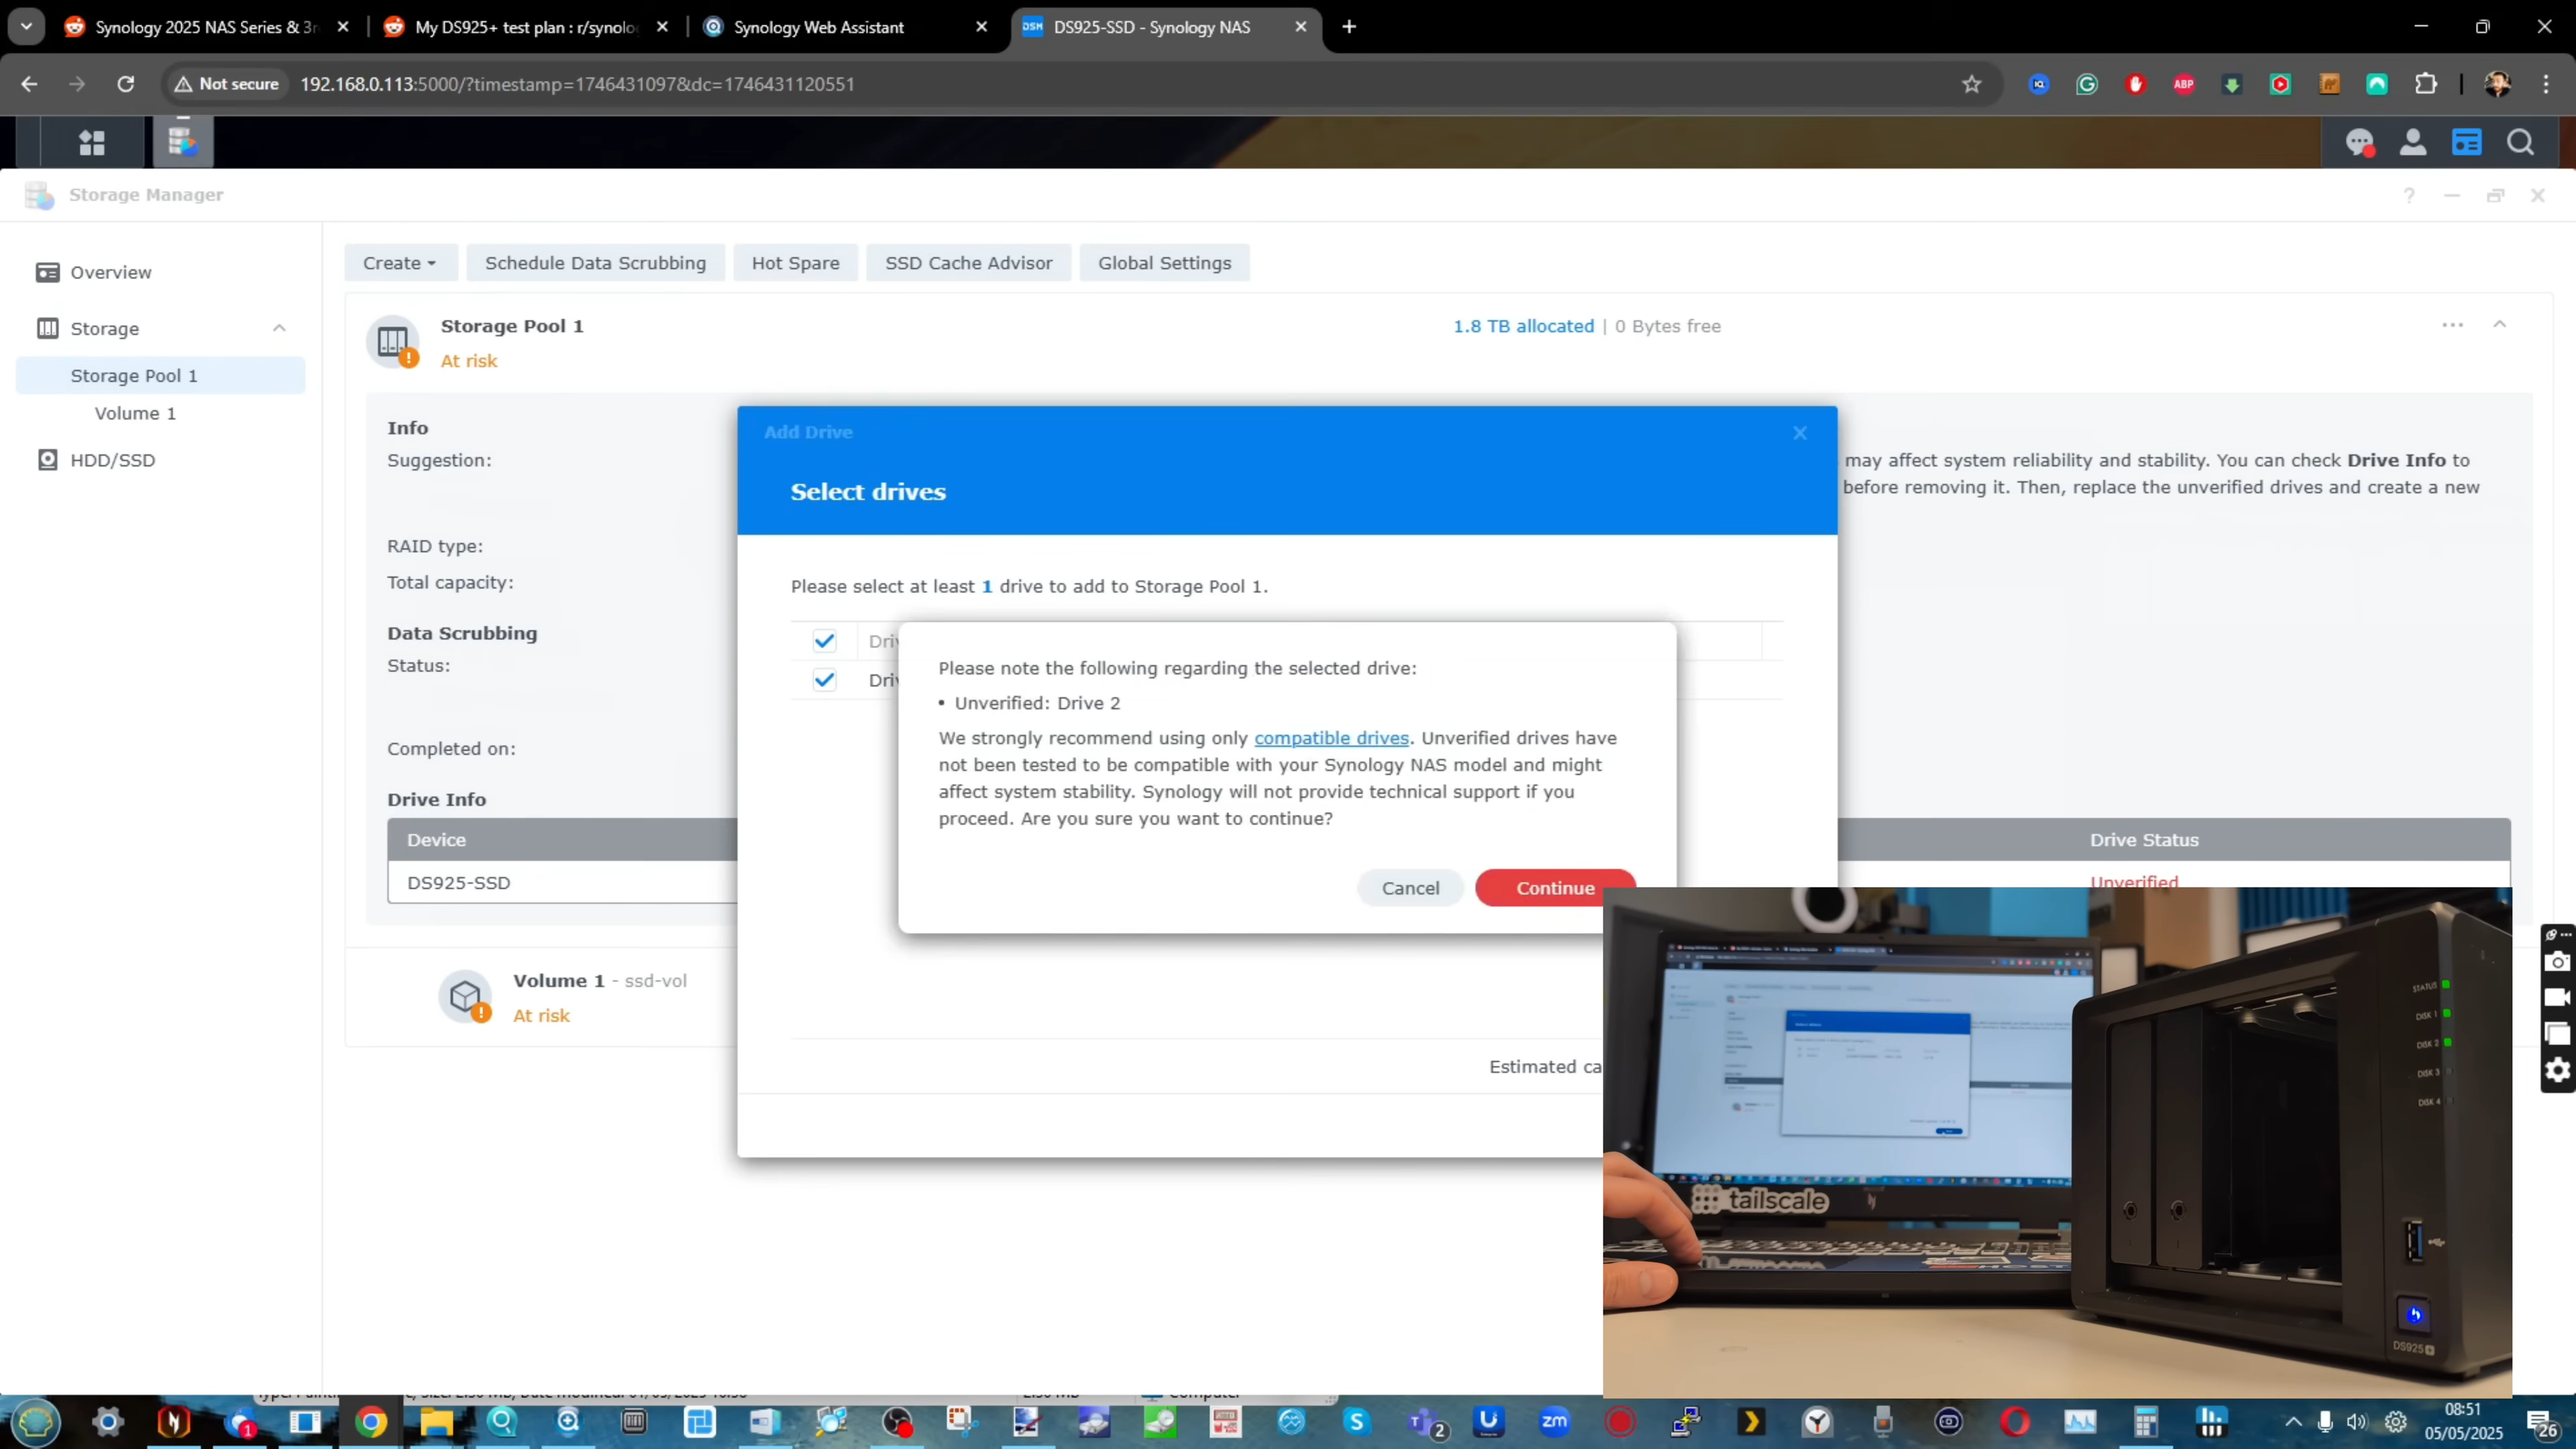 Synology 2025 NAS Series & 3r
My DS925+ test plan : r/synolo
Synology Web Assistant
DSM
DS925-SSD - Synology NAS
Not secure
192.168.0.113:5000/?timestamp=1746431097&dc=1746431120551
ABP
Storage Manager
Overview
Storage
Storage Pool 1
Volume 1
HDD/SSD
Create
Schedule Data Scrubbing
Hot Spare
SSD Cache Advisor
Global Settings
Storage Pool 1
At risk
1.8 TB allocated | 0 Bytes free
Info
Suggestion:
may affect system reliability and stability. You can check Drive Info to
before removing it. Then, replace the unverified drives and create a new
RAID type:
Total capacity:
Data Scrubbing
Status:
Completed on:
Drive Info
Device
Drive Status
DS925-SSD
Unverified
Volume 1 - ssd-vol
At risk
Add Drive
Select drives
Please select at least 1 drive to add to Storage Pool 1.
Driv
Driv
Please note the following regarding the selected drive:
• Unverified: Drive 2
We strongly recommend using only compatible drives. Unverified drives have
not been tested to be compatible with your Synology NAS model and might
affect system stability. Synology will not provide technical support if you
proceed. Are you sure you want to continue?
Cancel
Continue
Estimated ca
STATUS
DISK 1
DISK 2
DISK 3
DISK 4
tailscale
DS925+
zm
08:51
05/05/2025
26